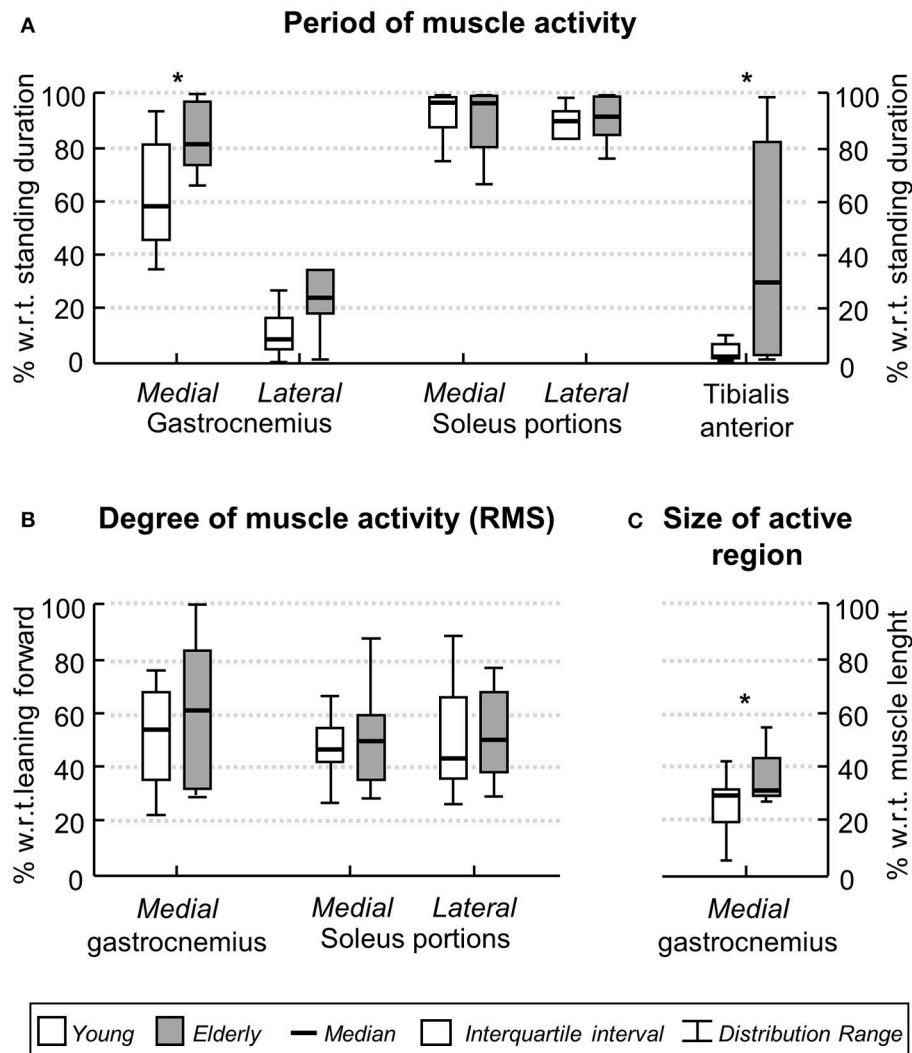 A Period of muscle activity
* *
% w.r.t. standing duration
100
80
60
40
20
0
100
80
60
40
20
0
% w.r.t. standing duration
Medial Lateral Medial Lateral Tibialis
Gastrocnemius Soleus portions anterior
B Degree of muscle activity (RMS)
% w.r.t.leaning forward
100
80
60
40
20
0
Medial Medial Lateral
gastrocnemius Soleus portions
C Size of active
region
*
100
80
60
40
20
0
% w.r.t. muscle lenght
Medial
gastrocnemius
Young Elderly Median Interquartile interval Distribution Range